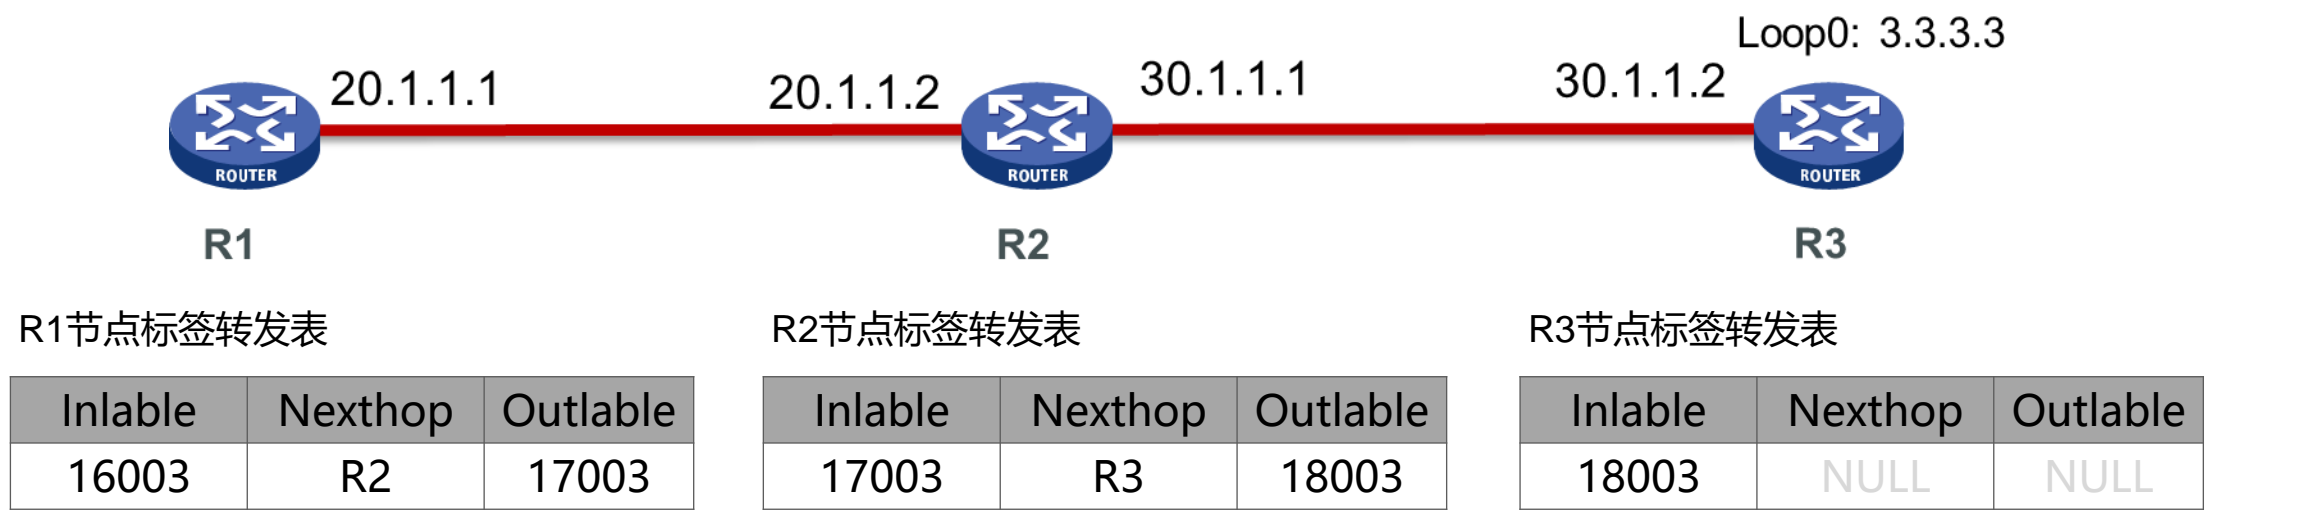 Loop0: 3.3.3.3
20.1.1.1
20.1.1.2
30.1.1.1
30.1.1.2
ROUTER
ROUTER
ROUTER
R1
R2
R3
R1节点标签转发表
Inlable Nexthop Outlable
16003 R2 17003
R2节点标签转发表
Inlable Nexthop Outlable
17003 R3 18003
R3节点标签转发表
Inlable Nexthop Outlable
18003 NULL NULL